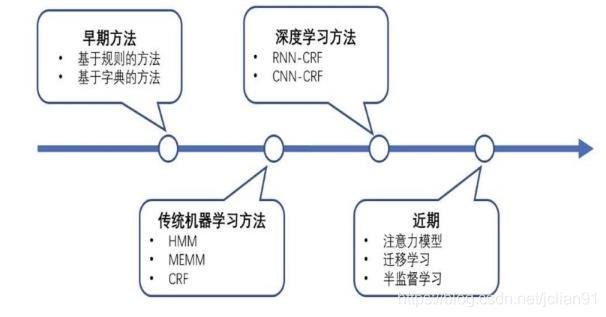 早期方法
• 基于规则的方法
• 基于字典的方法
深度学习方法
• RNN-CRF
• CNN-CRF
传统机器学习方法
• HMM
• MEMM
• CRF
近期
• 注意力模型
• 迁移学习
• 半监督学习
https://blog.csdn.net/jclian91